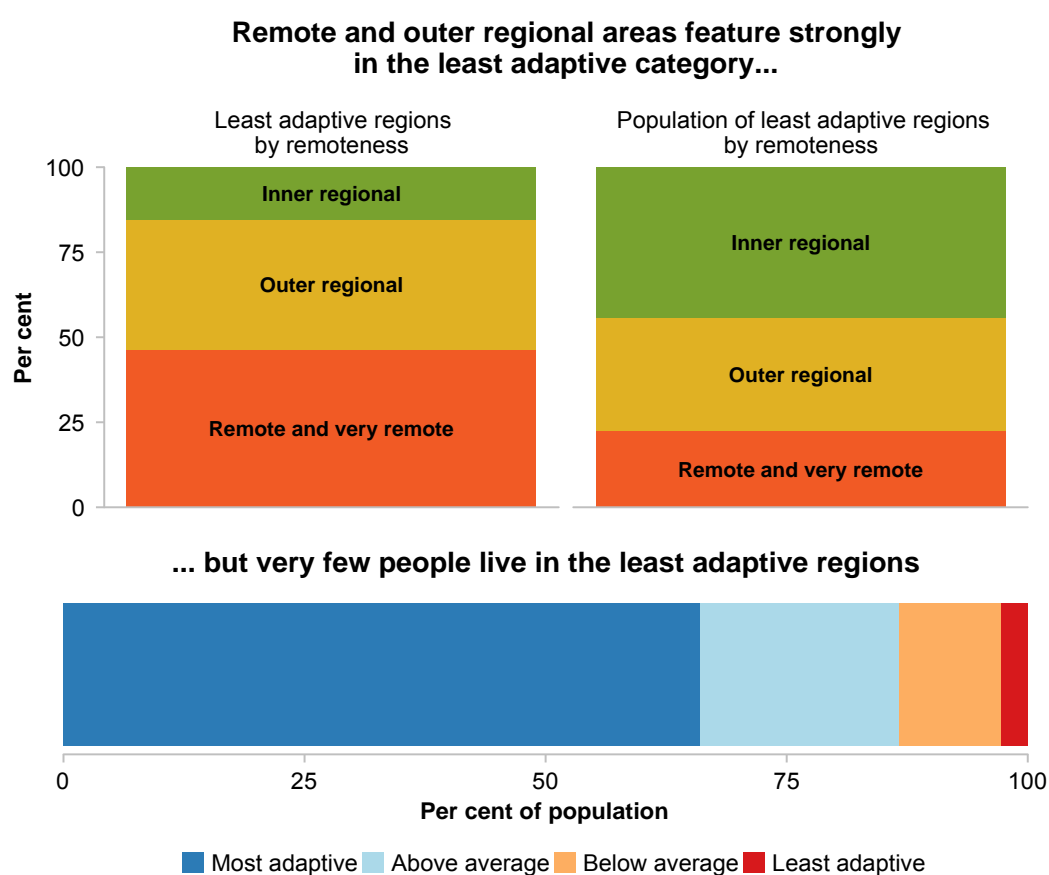 Remote and outer regional areas feature strongly
in the least adaptive category...
Least adaptive regions
by remoteness
Population of least adaptive regions
by remoteness
Per cent
100
75
50
25
0
Inner regional
Outer regional
Remote and very remote
Inner regional
Outer regional
Remote and very remote
... but very few people live in the least adaptive regions
0 25 50 75 100
Per cent of population
Most adaptive Above average Below average Least adaptive